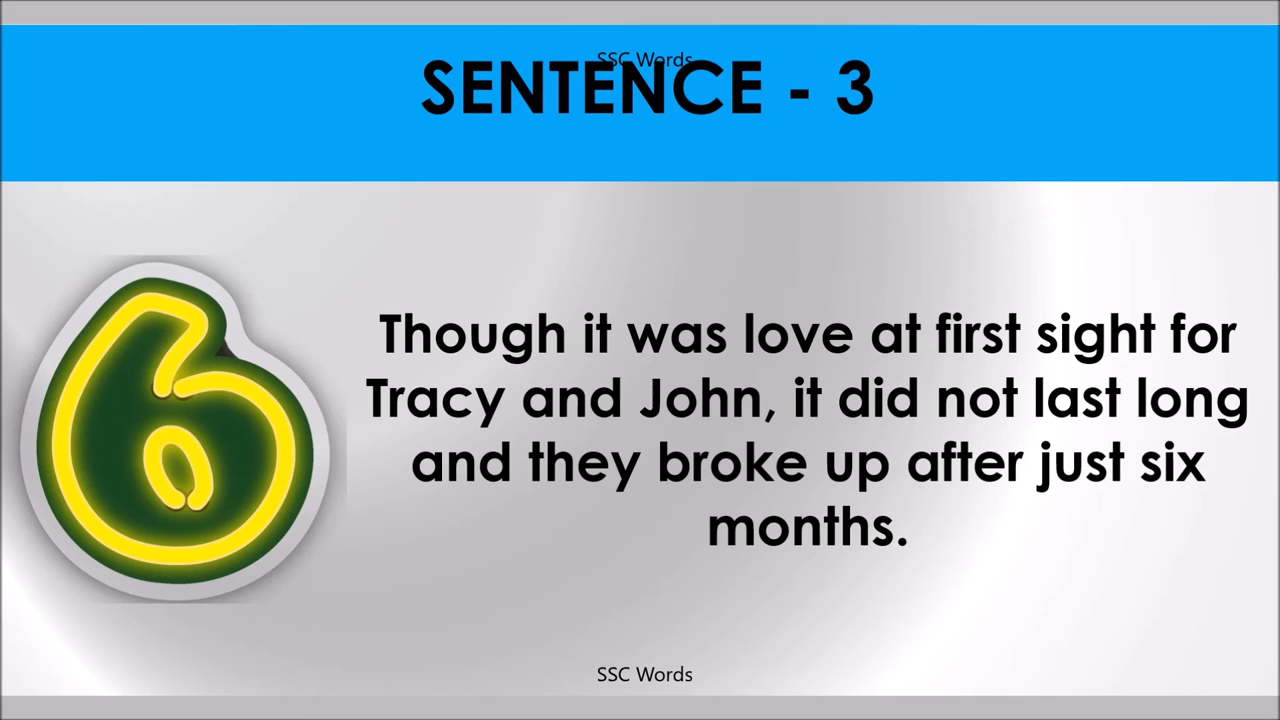 SSC Words
SENTENCE - 3
6
Though it was love at first sight for
Tracy and John, it did not last long
and they broke up after just six
months.
SSC Words